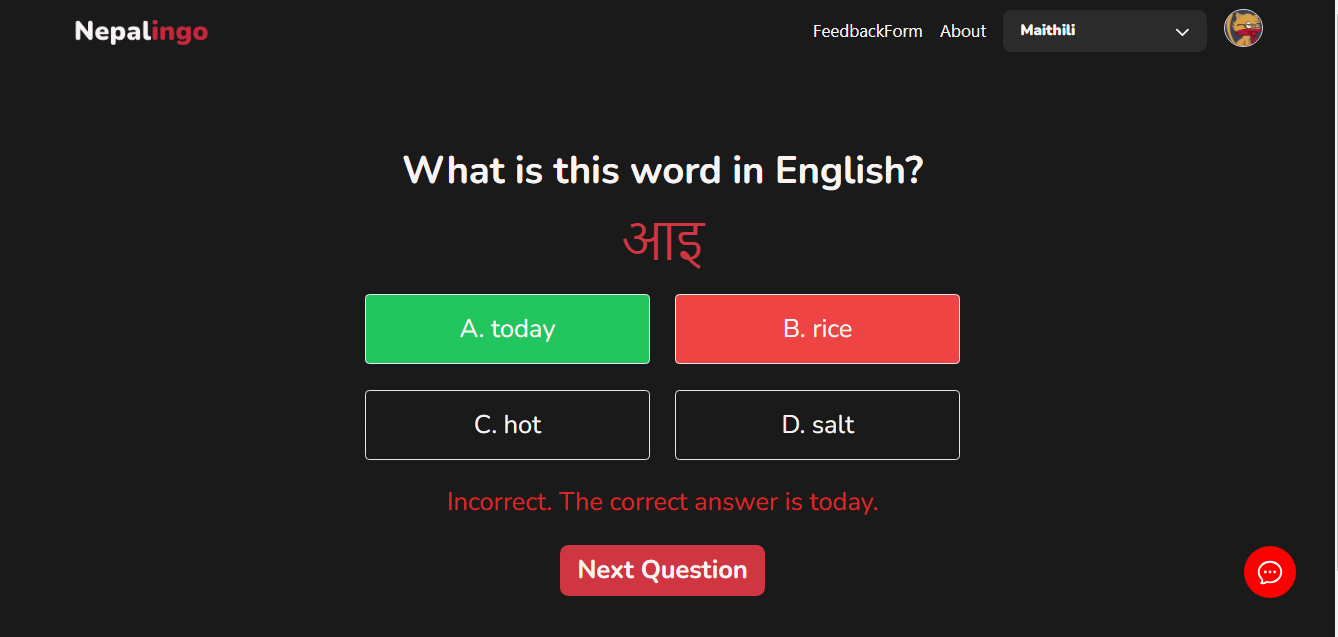 Nepalingo
FeedbackForm About Maithili
What is this word in English?
आइ
A. today
B. rice
C. hot
D. salt
Incorrect. The correct answer is today.
Next Question